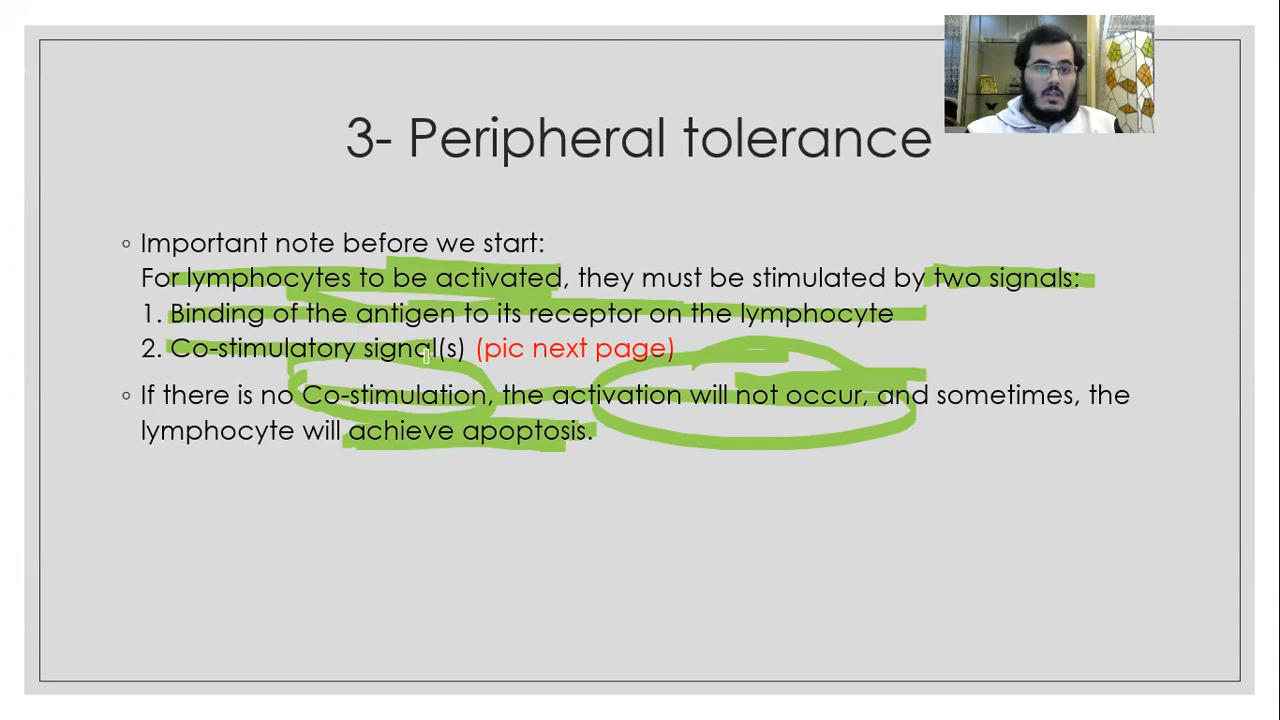 3- Peripheral tolerance
◦ Important note before we start:
For lymphocytes to be activated, they must be stimulated by two signals:
1. Binding of the antigen to its receptor on the lymphocyte
2. Co-stimulatory signal(s) (pic next page)
◦ If there is no Co-stimulation, the activation will not occur, and sometimes, the
lymphocyte will achieve apoptosis.